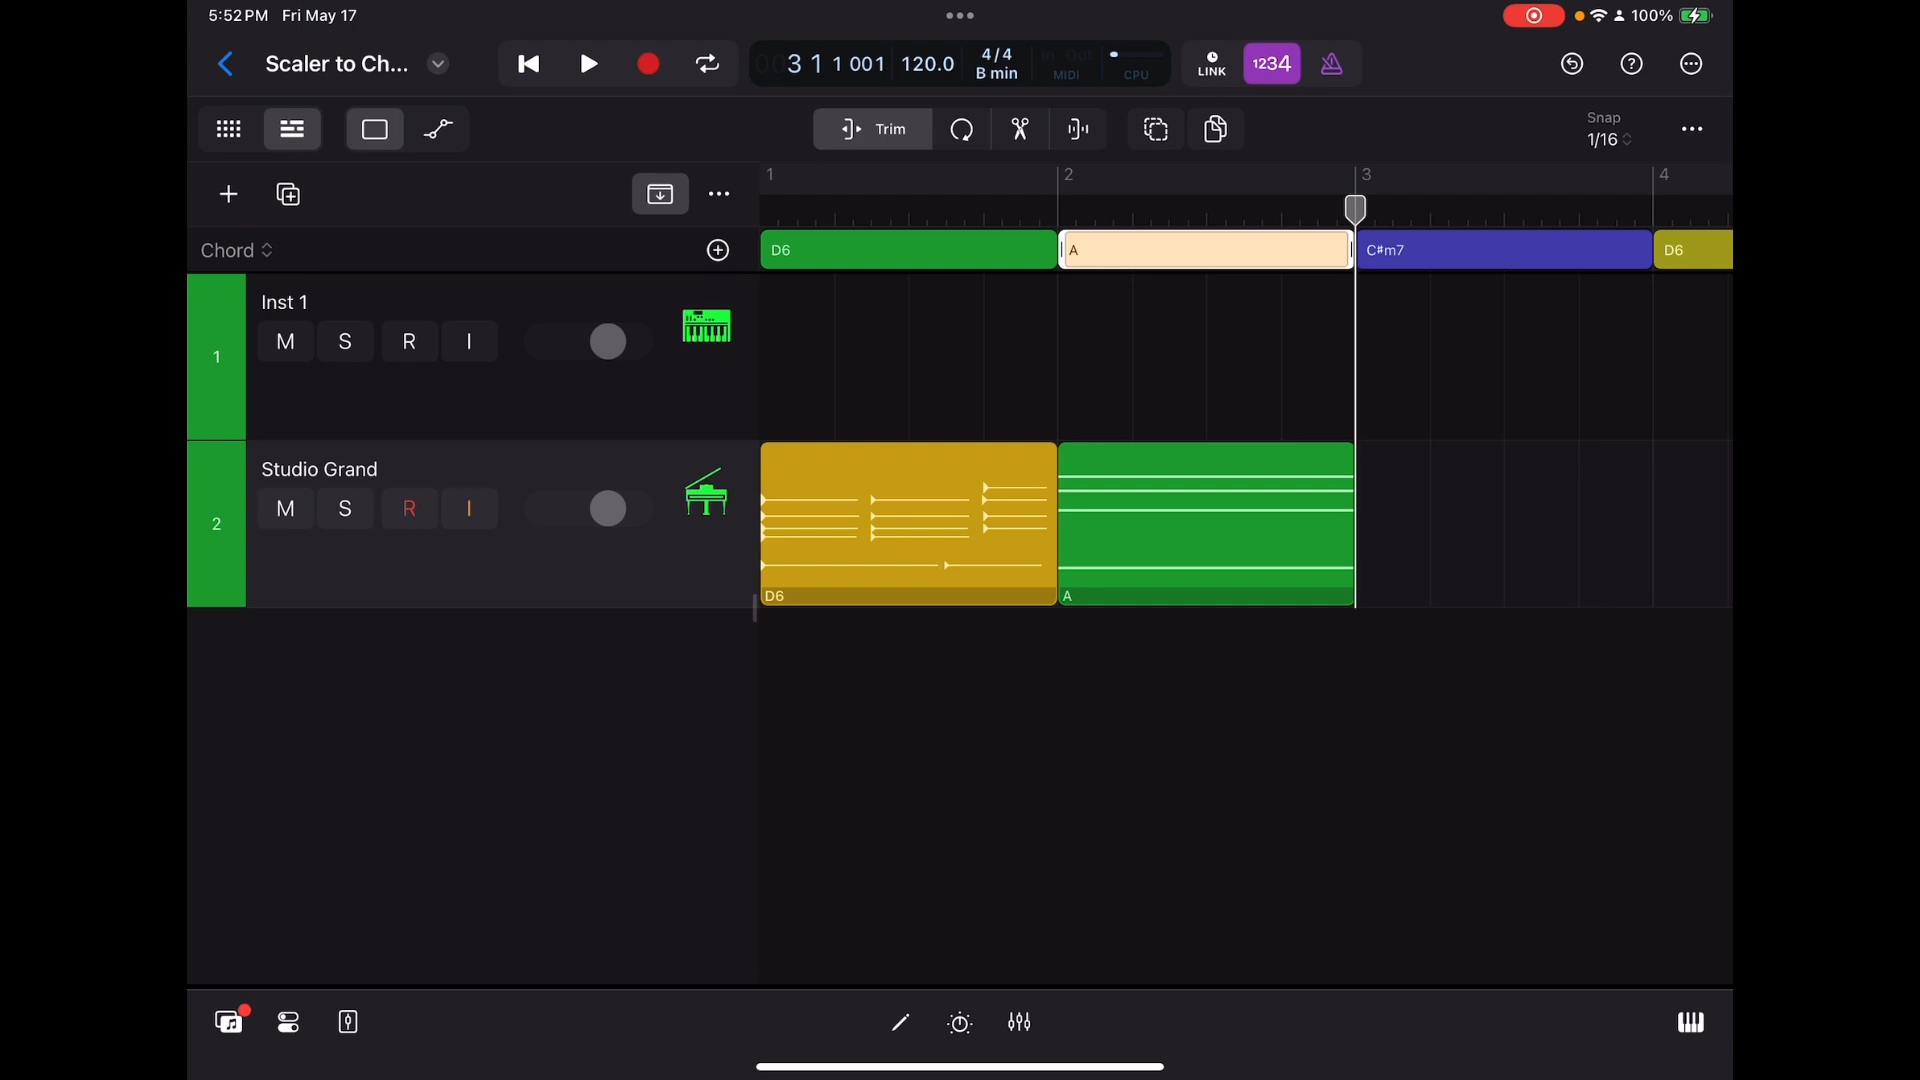 5:52 PM Fri May 17
100%
Scaler to Ch...
3 1 1 001
120.0
4/4
B min
In Out
MIDI
CPU
LINK
1234
Trim
Snap
1/16
1
2
3
4
Chord
D6
A
C#m7
D6
1
Inst 1
M S R I
2
Studio Grand
M S R I
D6
A